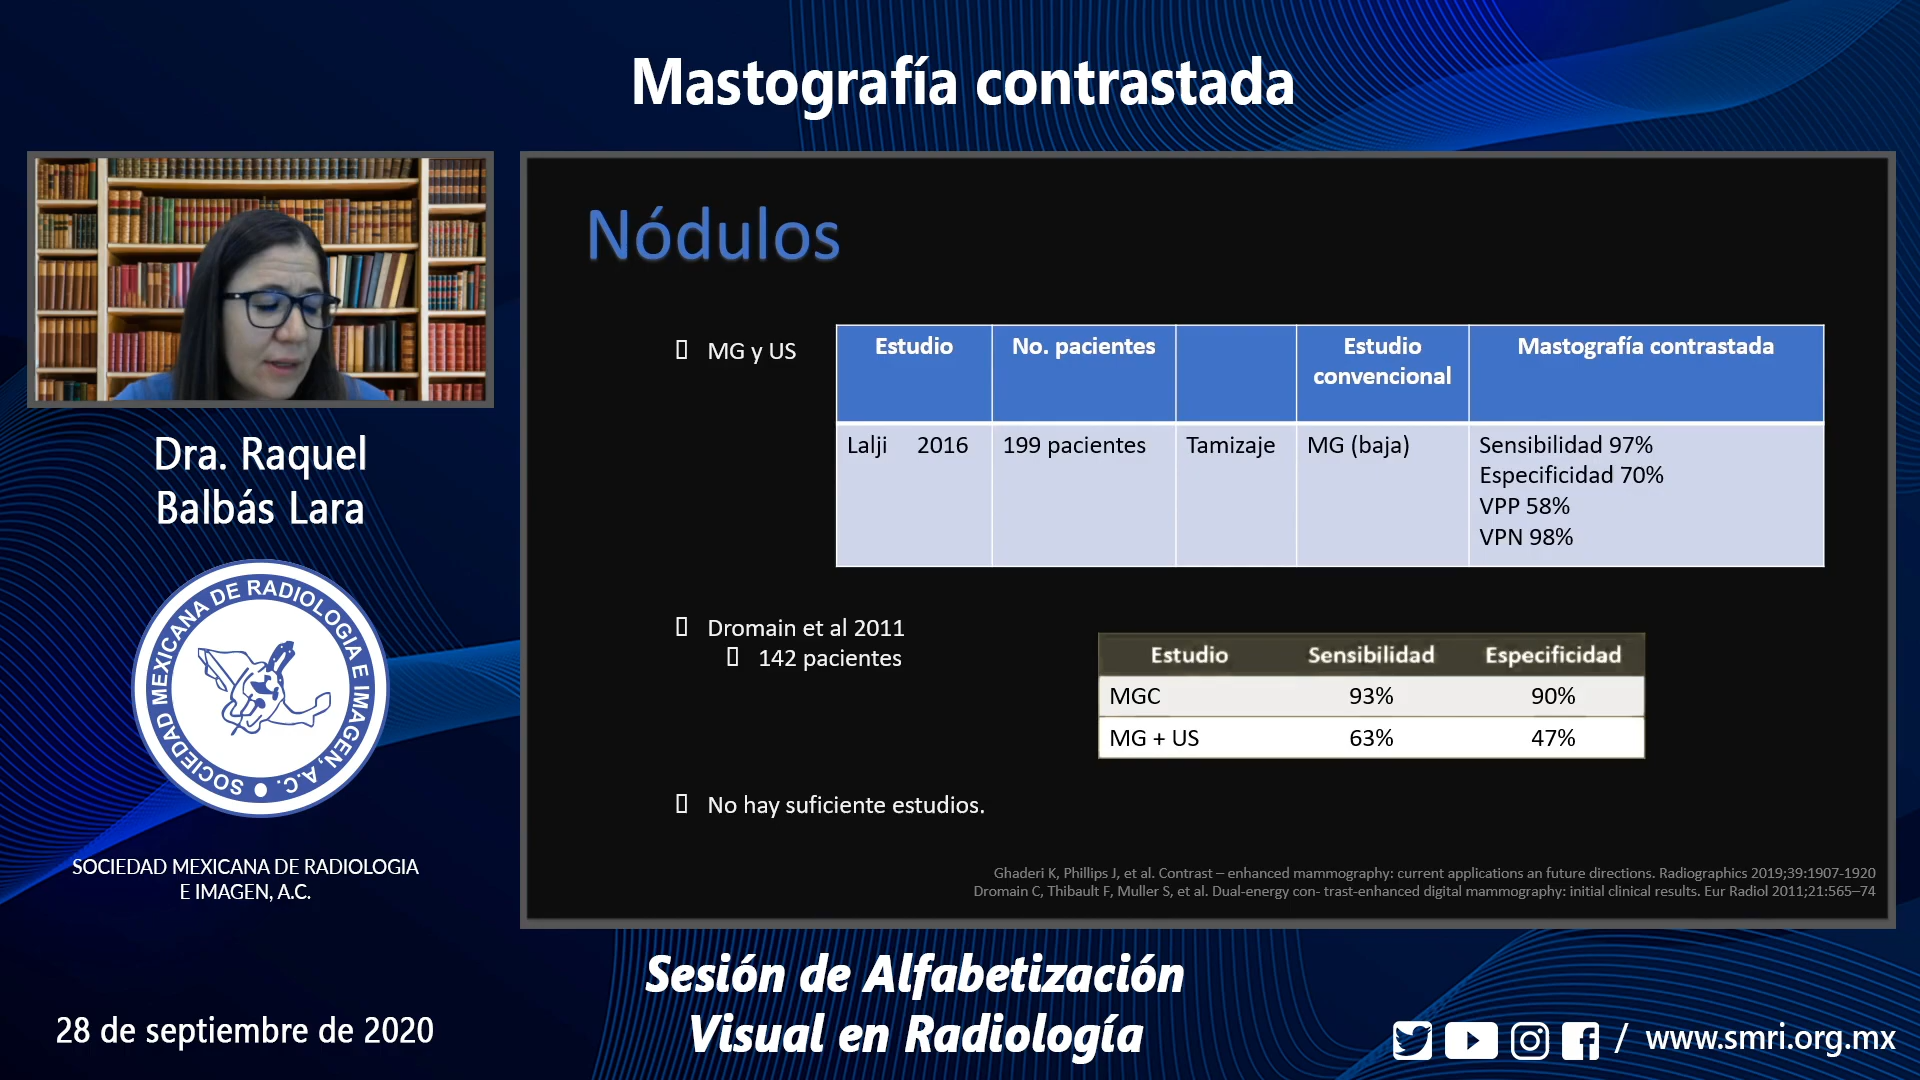 Mastografía contrastada
Dra. Raquel
Balbás Lara
SOCIEDAD MEXICANA DE RADIOLOGIA E IMAGEN, A.C.
SOCIEDAD MEXICANA DE RADIOLOGIA
E IMAGEN, A.C.
28 de septiembre de 2020
Nódulos
MG y US
Estudio No. pacientes Estudio convencional Mastografía contrastada
Lalji 2016 199 pacientes Tamizaje MG (baja) Sensibilidad 97%
Especificidad 70%
VPP 58%
VPN 98%
Dromain et al 2011
142 pacientes
Estudio Sensibilidad Especificidad
MGC 93% 90%
MG + US 63% 47%
No hay suficiente estudios.
Ghaderi K, Phillips J, et al. Contrast – enhanced mammography: current applications an future directions. Radiographics 2019;39:1907-1920
Dromain C, Thibault F, Muller S, et al. Dual-energy con- trast-enhanced digital mammography: initial clinical results. Eur Radiol 2011;21:565–74
Sesión de Alfabetización
Visual en Radiología
/ www.smri.org.mx